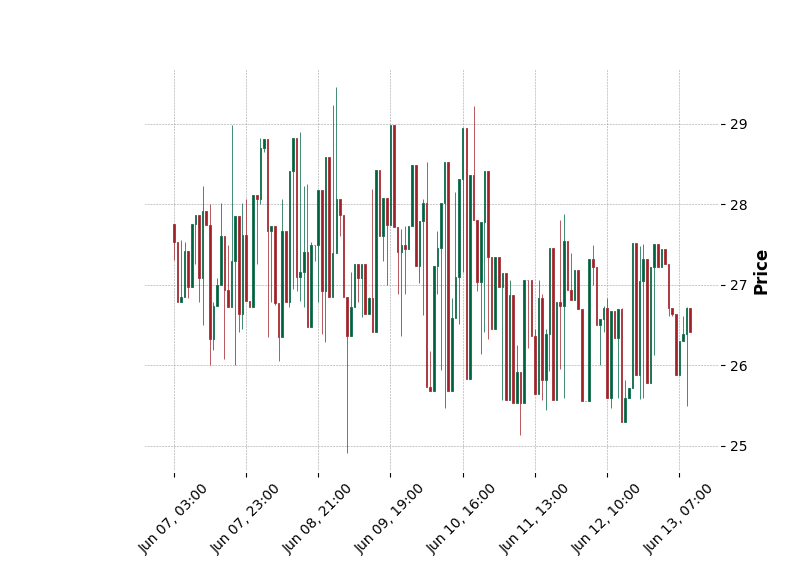 29
28
27
26
25
Price
Jun 07, 03:00
Jun 07, 23:00
Jun 08, 21:00
Jun 09, 19:00
Jun 10, 16:00
Jun 11, 13:00
Jun 12, 10:00
Jun 13, 07:00